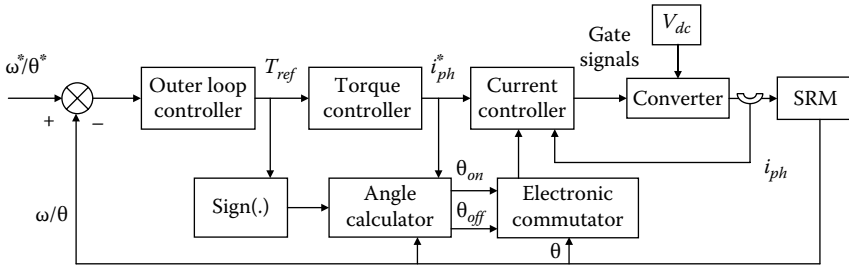 V_dc
Gate
signals
ω*/θ*
T_ref
i*_ph
Outer loop
controller
Torque
controller
Current
controller
Converter
SRM
+
−
i_ph
ω/θ
Sign(.)
Angle
calculator
θ_on
θ_off
Electronic
commutator
θ